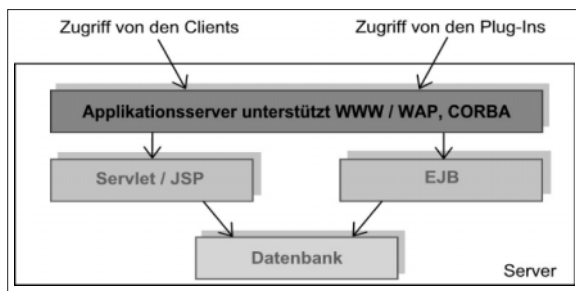 Zugriff von den Clients
Zugriff von den Plug-Ins
Applikationsserver unterstützt WWW / WAP, CORBA
Servlet / JSP
EJB
Datenbank
Server